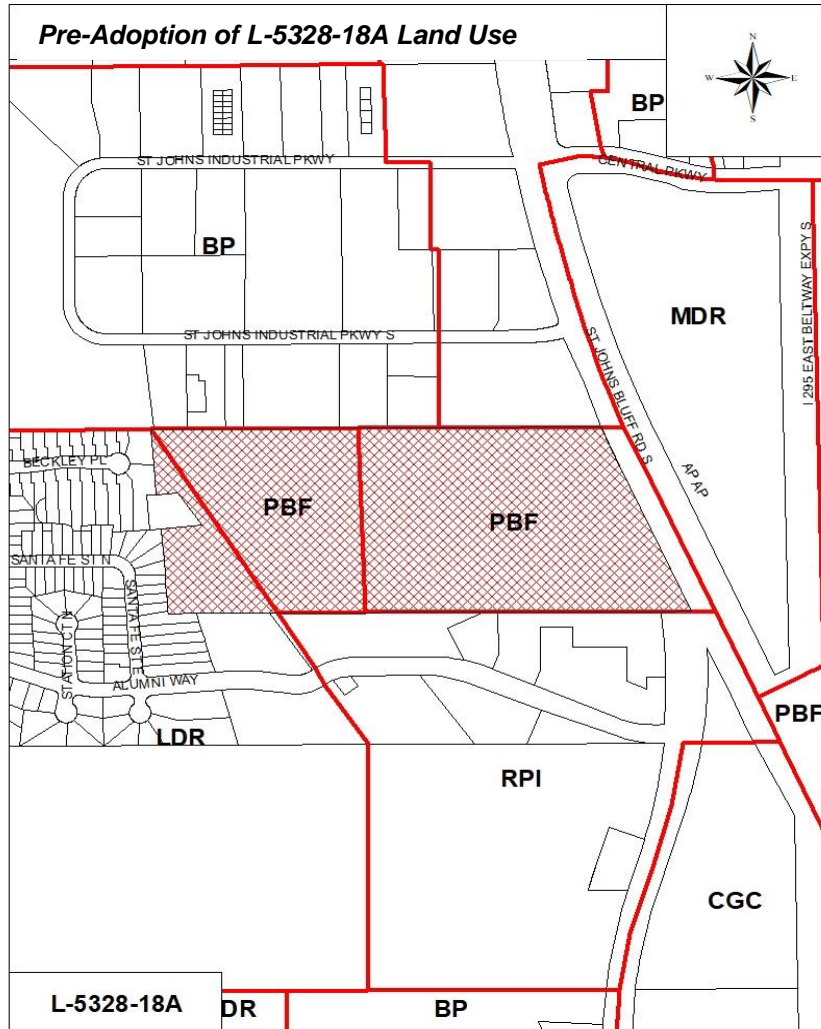 Pre-Adoption of L-5328-18A Land Use
N
W E
S
BP
ST JOHNS INDUSTRIAL PKWY
CENTRAL PKWY
BP
I 295 EAST BELTWAY EXPY S
MDR
ST JOHNS INDUSTRIAL PKWY S
ST JOHNS BLUFF RD S
BECKLEY PL
AP AP
PBF
PBF
SANTA FE ST N
SANTA FE ST E
STATION CT N
ALUMNI WAY
PBF
LDR
RPI
CGC
L-5328-18A
DR
BP